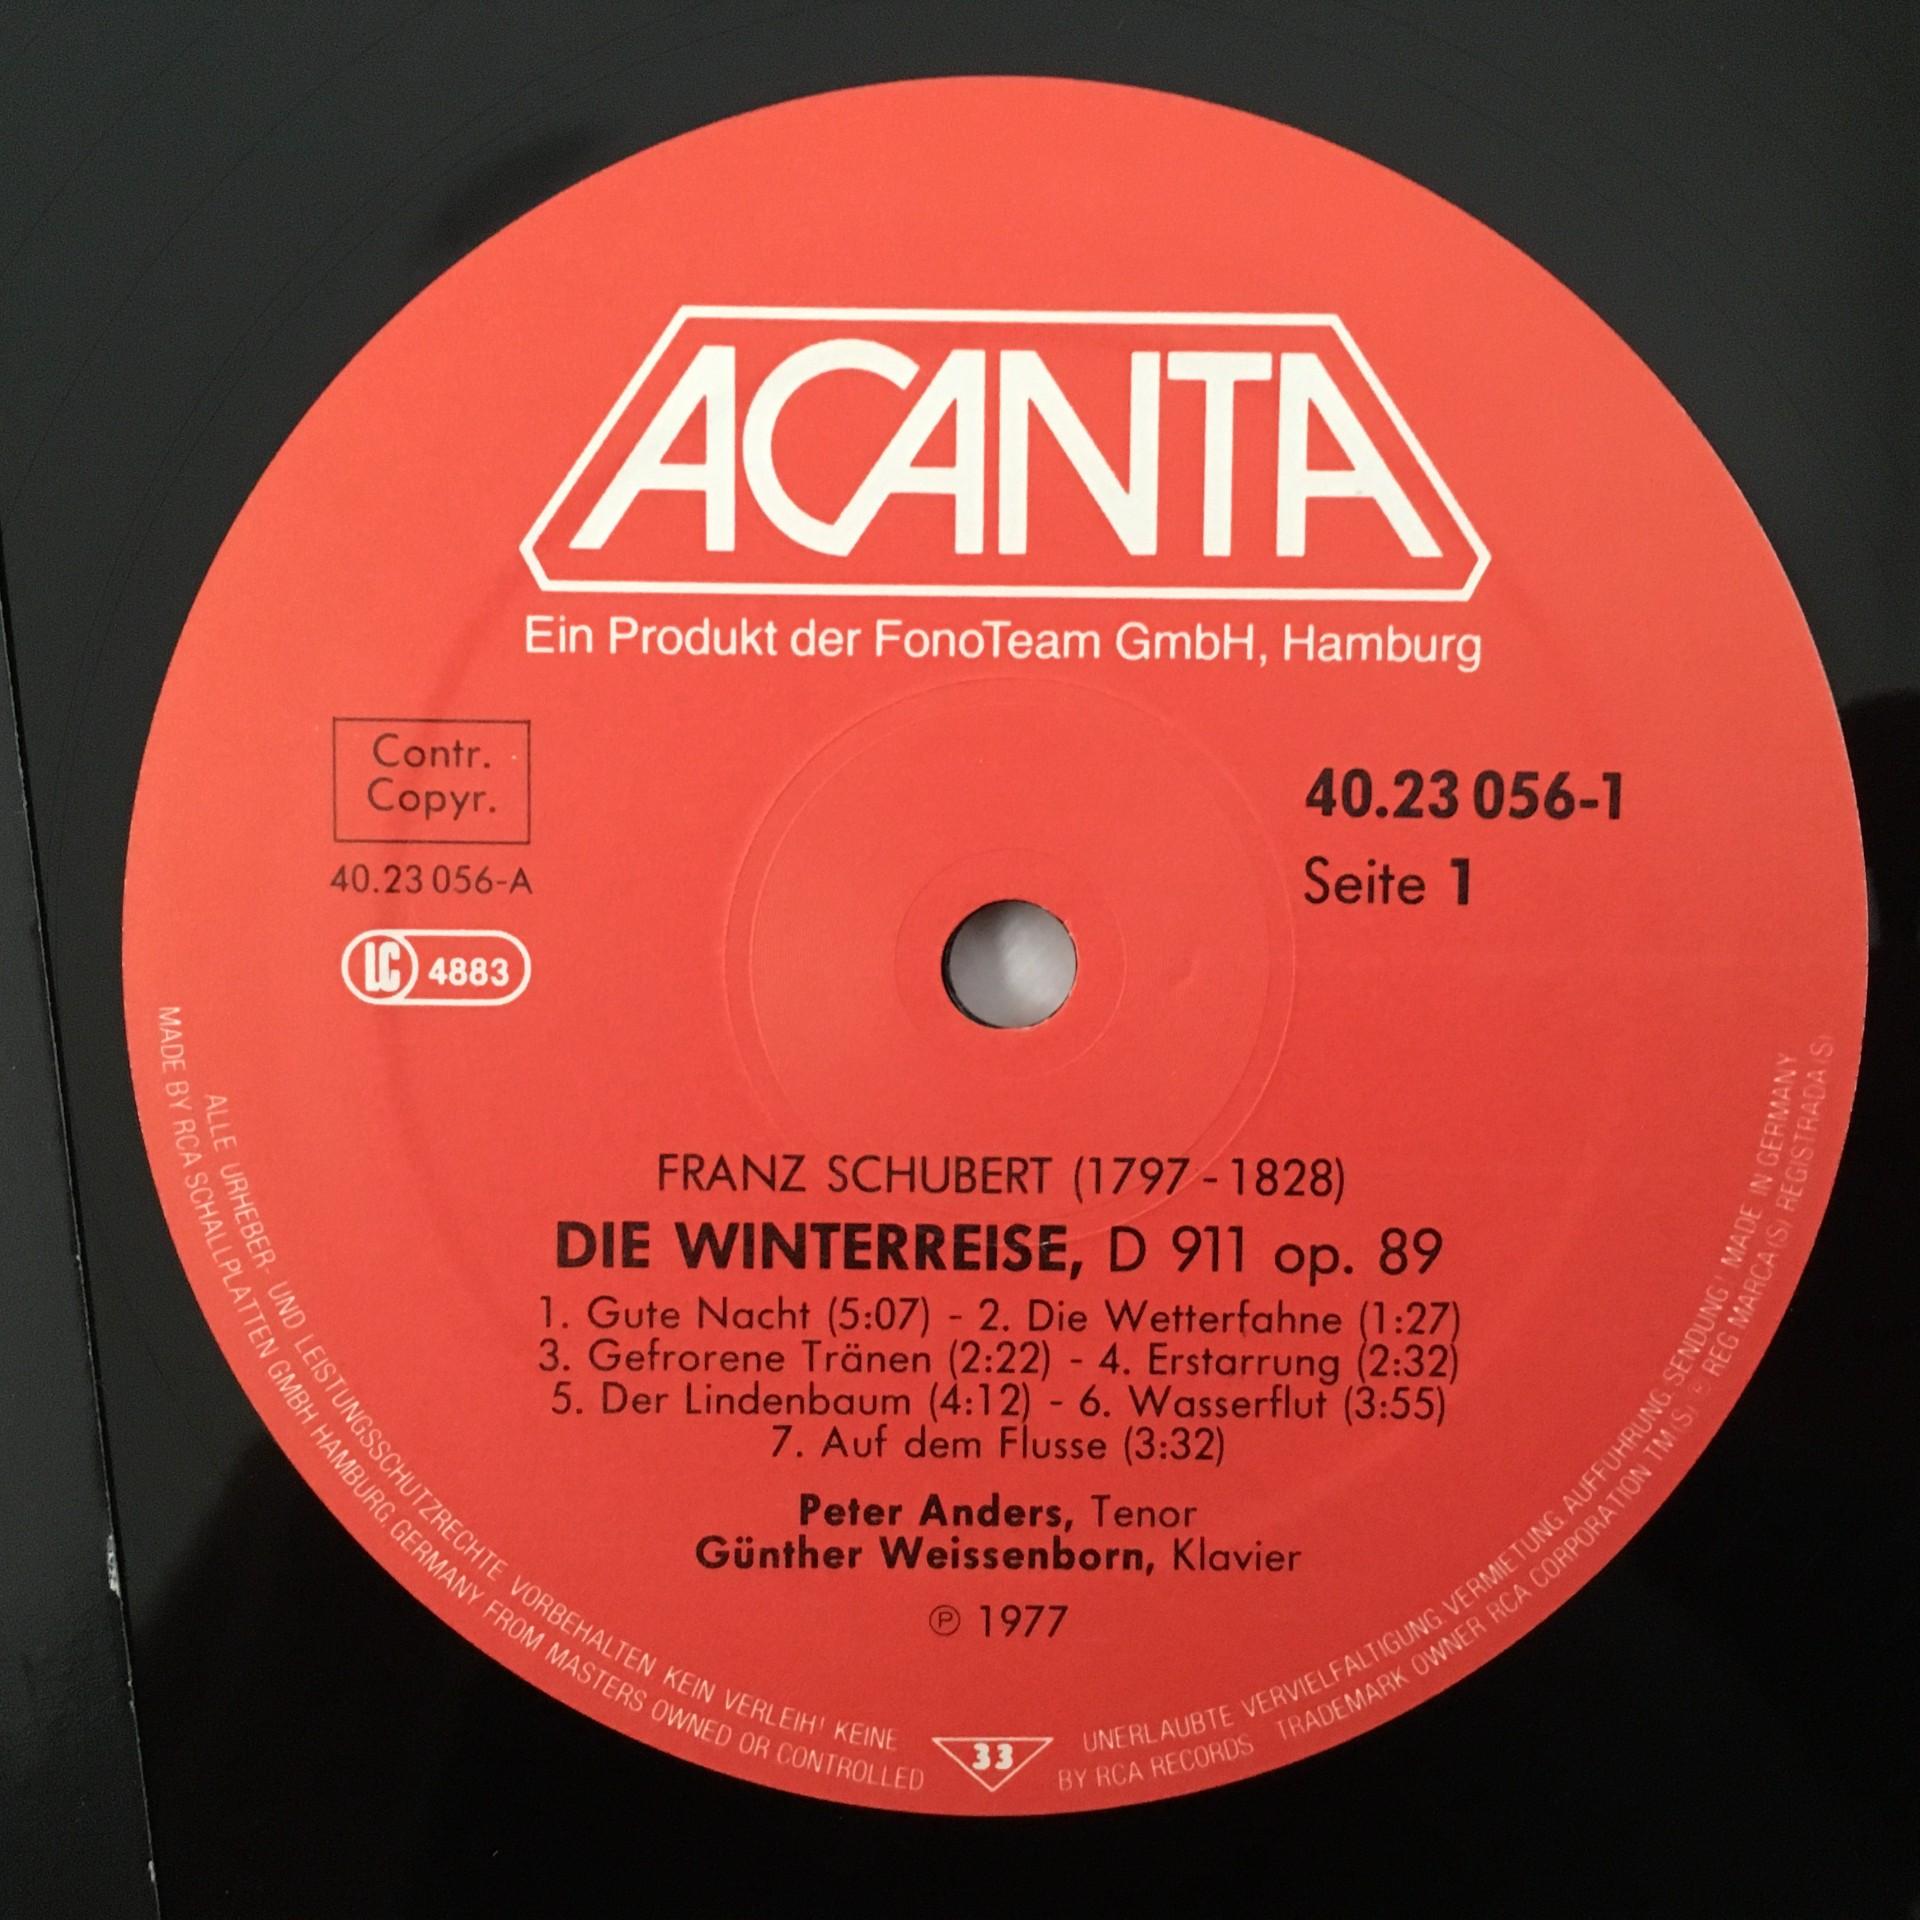 ACANTA
Ein Produkt der FonoTeam GmbH, Hamburg
Contr.
Copyr.
40.23 056-A
LC 4883
40.23 056-1
Seite 1
FRANZ SCHUBERT (1797 - 1828)
DIE WINTERREISE, D 911 op. 89
1. Gute Nacht (5:07) - 2. Die Wetterfahne (1:27)
3. Gefrorene Tränen (2:22) - 4. Erstarrung (2:32)
5. Der Lindenbaum (4:12) - 6. Wasserflut (3:55)
7. Auf dem Flusse (3:32)
Peter Anders, Tenor
Günther Weissenborn, Klavier
℗ 1977
ALLE URHEBER- UND LEISTUNGSSCHUTZRECHTE VORBEHALTEN KEIN VERLEIH! KEINE
UNERLAUBTE VERVIELFALTIGUNG. VERMIETUNG. AUFFUHRUNG. SENDUNG! MADE IN GERMANY
MADE BY RCA SCHALLPLATTEN GMBH HAMBURG, GERMANY FROM MASTERS OWNED OR CONTROLLED
BY RCA RECORDS TRADEMARK OWNER RCA CORPORATION TM(S) ® REG MARCA(S) REGISTRADA(S)
33